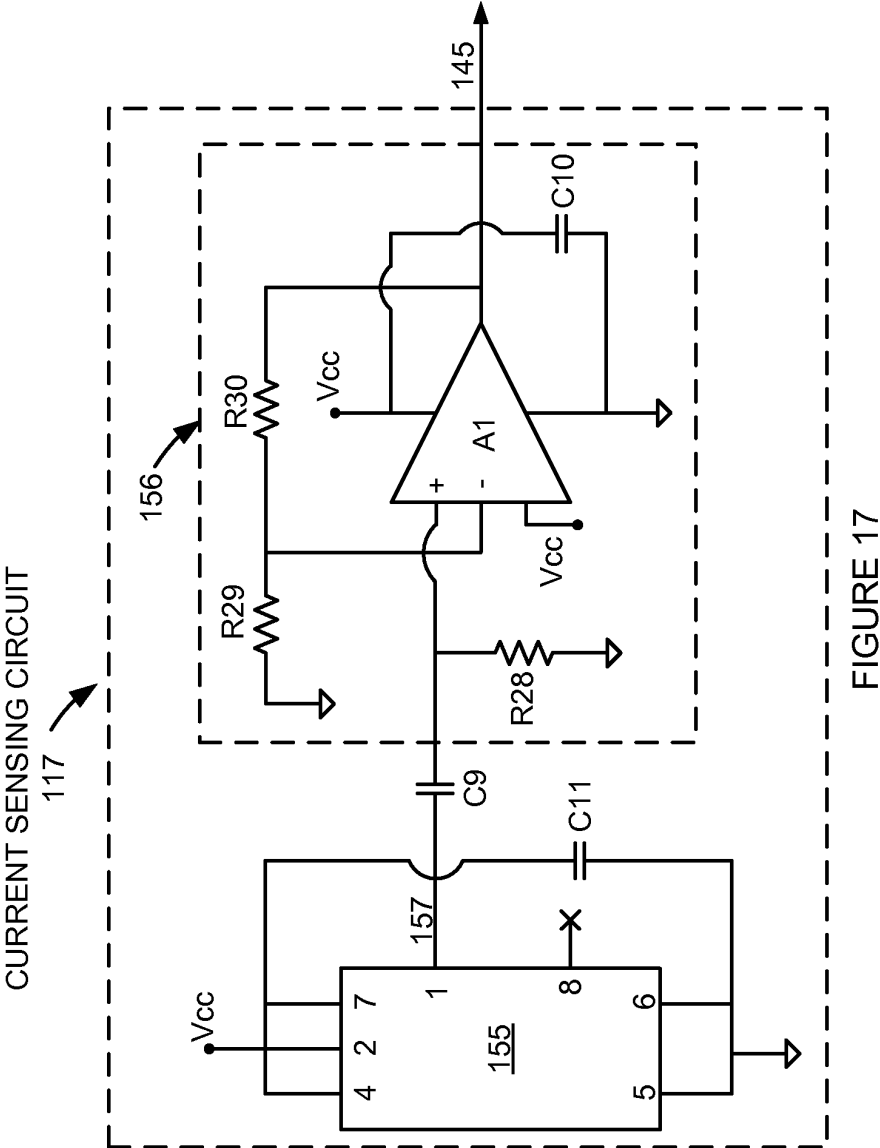 CURRENT SENSING CIRCUIT
117
156
145
R29
R30
Vcc
C10
+
-
A1
Vcc
R28
C9
C11
157
Vcc
4
2
7
1
8
155
5
6
FIGURE 17